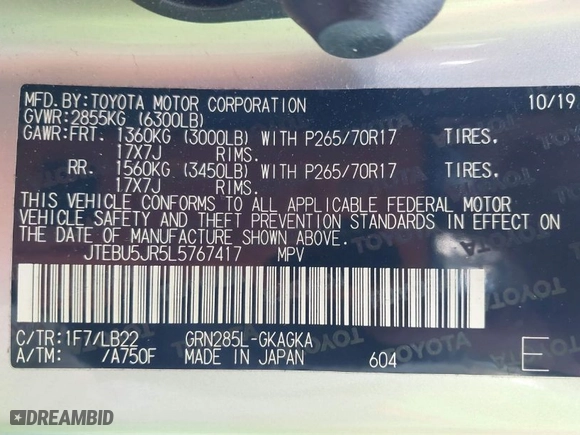 MFD.BY:TOYOTA MOTOR CORPORATION 10/19
GVWR:2855KG (6300LB)
GAWR:FRT. 1360KG (3000LB) WITH P265/70R17 TIRES.
17X7J RIMS.
RR. 1560KG (3450LB) WITH P265/70R17 TIRES.
17X7J RIMS.
THIS VEHICLE CONFORMS TO ALL APPLICABLE FEDERAL MOTOR
VEHICLE SAFETY AND THEFT PREVENTION STANDARDS IN EFFECT ON
THE DATE OF MANUFACTURE SHOWN ABOVE.
JTEBU5JR5L5767417 MPV
C/TR:1F7/LB22 GRN285L-GKAGKA
A/TM: /A750F MADE IN JAPAN 604 E
DREAMBID